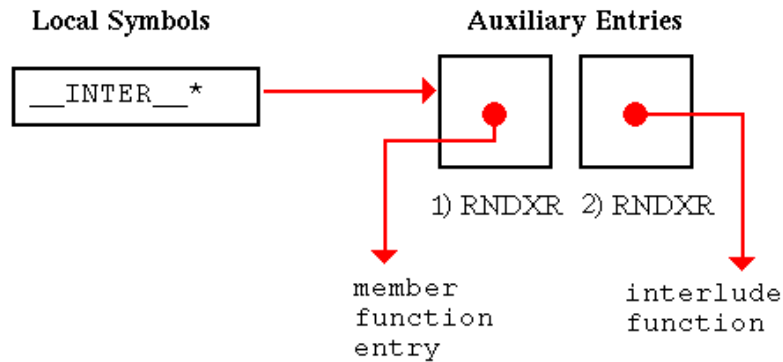 Local Symbols
Auxiliary Entries
__INTER__*
1) RNDXR
2) RNDXR
member
function
entry
interlude
function